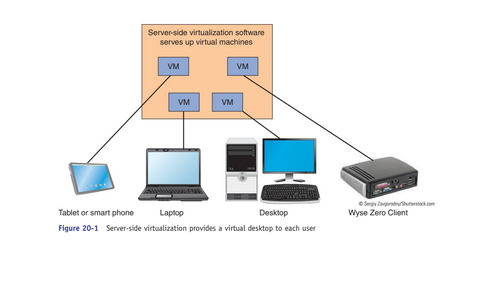 Server-side virtualization software
serves up virtual machines
VM
VM
VM
VM
© Sergiy Zavgorodny/Shutterstock.com
Tablet or smart phone
Laptop
Desktop
Wyse Zero Client
Figure 20-1 Server-side virtualization provides a virtual desktop to each user